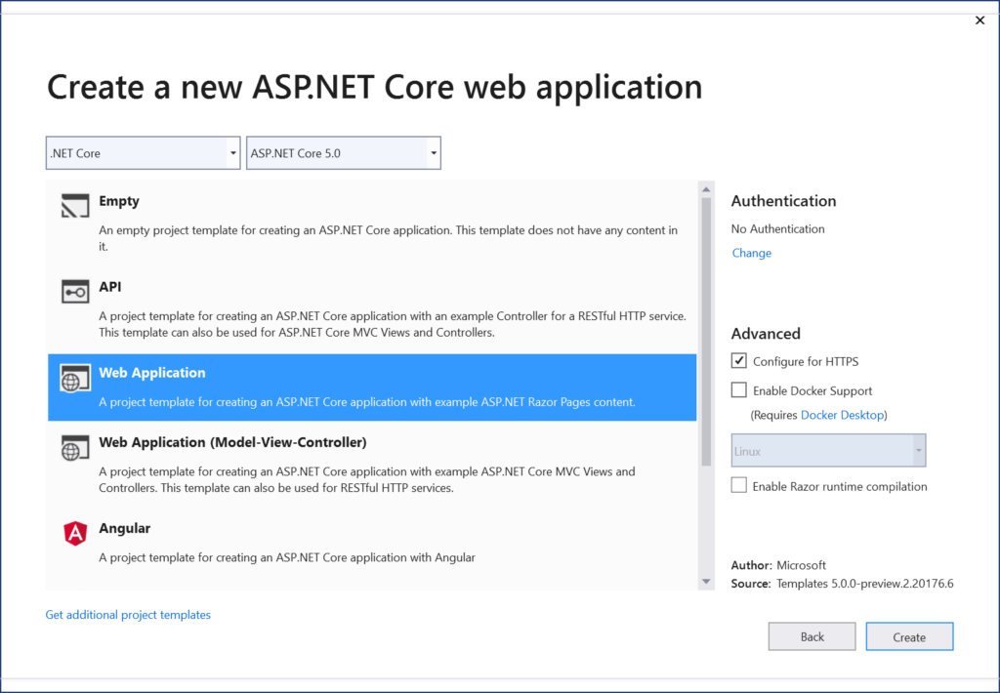 Create a new ASP.NET Core web application
.NET Core
ASP.NET Core 5.0
Empty
An empty project template for creating an ASP.NET Core application. This template does not have any content in
it.
API
A project template for creating an ASP.NET Core application with an example Controller for a RESTful HTTP service.
This template can also be used for ASP.NET Core MVC Views and Controllers.
Web Application
A project template for creating an ASP.NET Core application with example ASP.NET Razor Pages content.
Web Application (Model-View-Controller)
A project template for creating an ASP.NET Core application with example ASP.NET Core MVC Views and
Controllers. This template can also be used for RESTful HTTP services.
Angular
A project template for creating an ASP.NET Core application with Angular
Get additional project templates
Authentication
No Authentication
Change
Advanced
Configure for HTTPS
Enable Docker Support
(Requires Docker Desktop)
Linux
Enable Razor runtime compilation
Author: Microsoft
Source: Templates 5.0.0-preview.2.20176.6
Back
Create